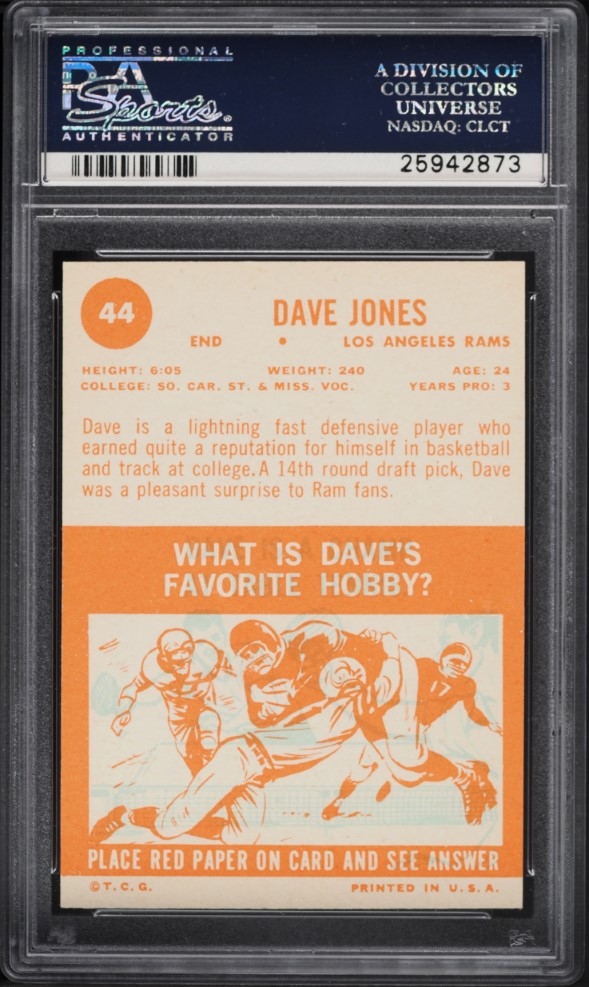 PROFESSIONAL
PSA
Sports®
AUTHENTICATOR
A DIVISION OF
COLLECTORS
UNIVERSE
NASDAQ: CLCT
25942873
44
DAVE JONES
END • LOS ANGELES RAMS
HEIGHT: 6:05 WEIGHT: 240 AGE: 24
COLLEGE: SO. CAR. ST. & MISS. VOC. YEARS PRO: 3
Dave is a lightning fast defensive player who
earned quite a reputation for himself in basketball
and track at college. A 14th round draft pick, Dave
was a pleasant surprise to Ram fans.
WHAT IS DAVE'S
FAVORITE HOBBY?
17
PLACE RED PAPER ON CARD AND SEE ANSWER
©T.C.G. PRINTED IN U.S.A.